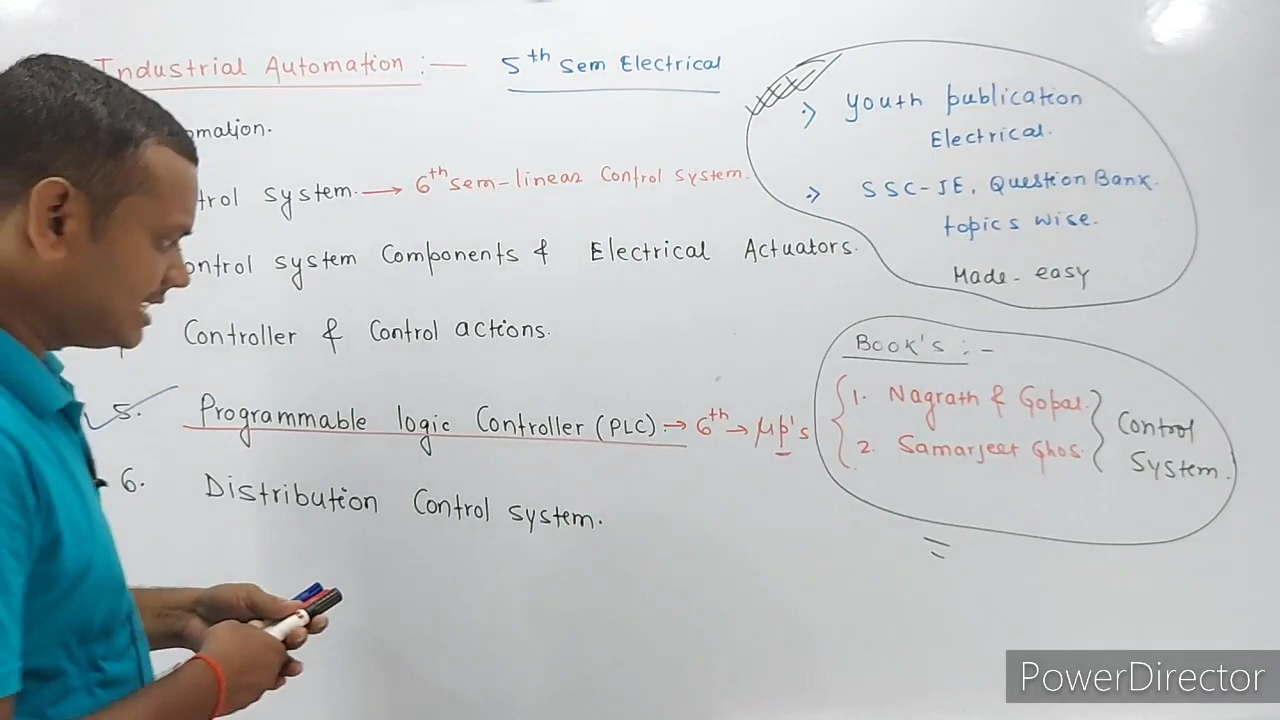 Industrial Automation :— 5th sem Electrical
omation.
trol system. → 6th sem-linear Control system.
ontrol system Components & Electrical Actuators.
Controller & Control actions.
5. Programmable logic Controller (PLC) → 6th → μp's
6. Distribution Control system.
youth publication
Electrical.
SSC-JE, Question Bank.
topics wise.
Made-easy
Book's :-
1. Nagrath & Gopal.
2. Samarjeet Ghos.
Control
System.
PowerDirector